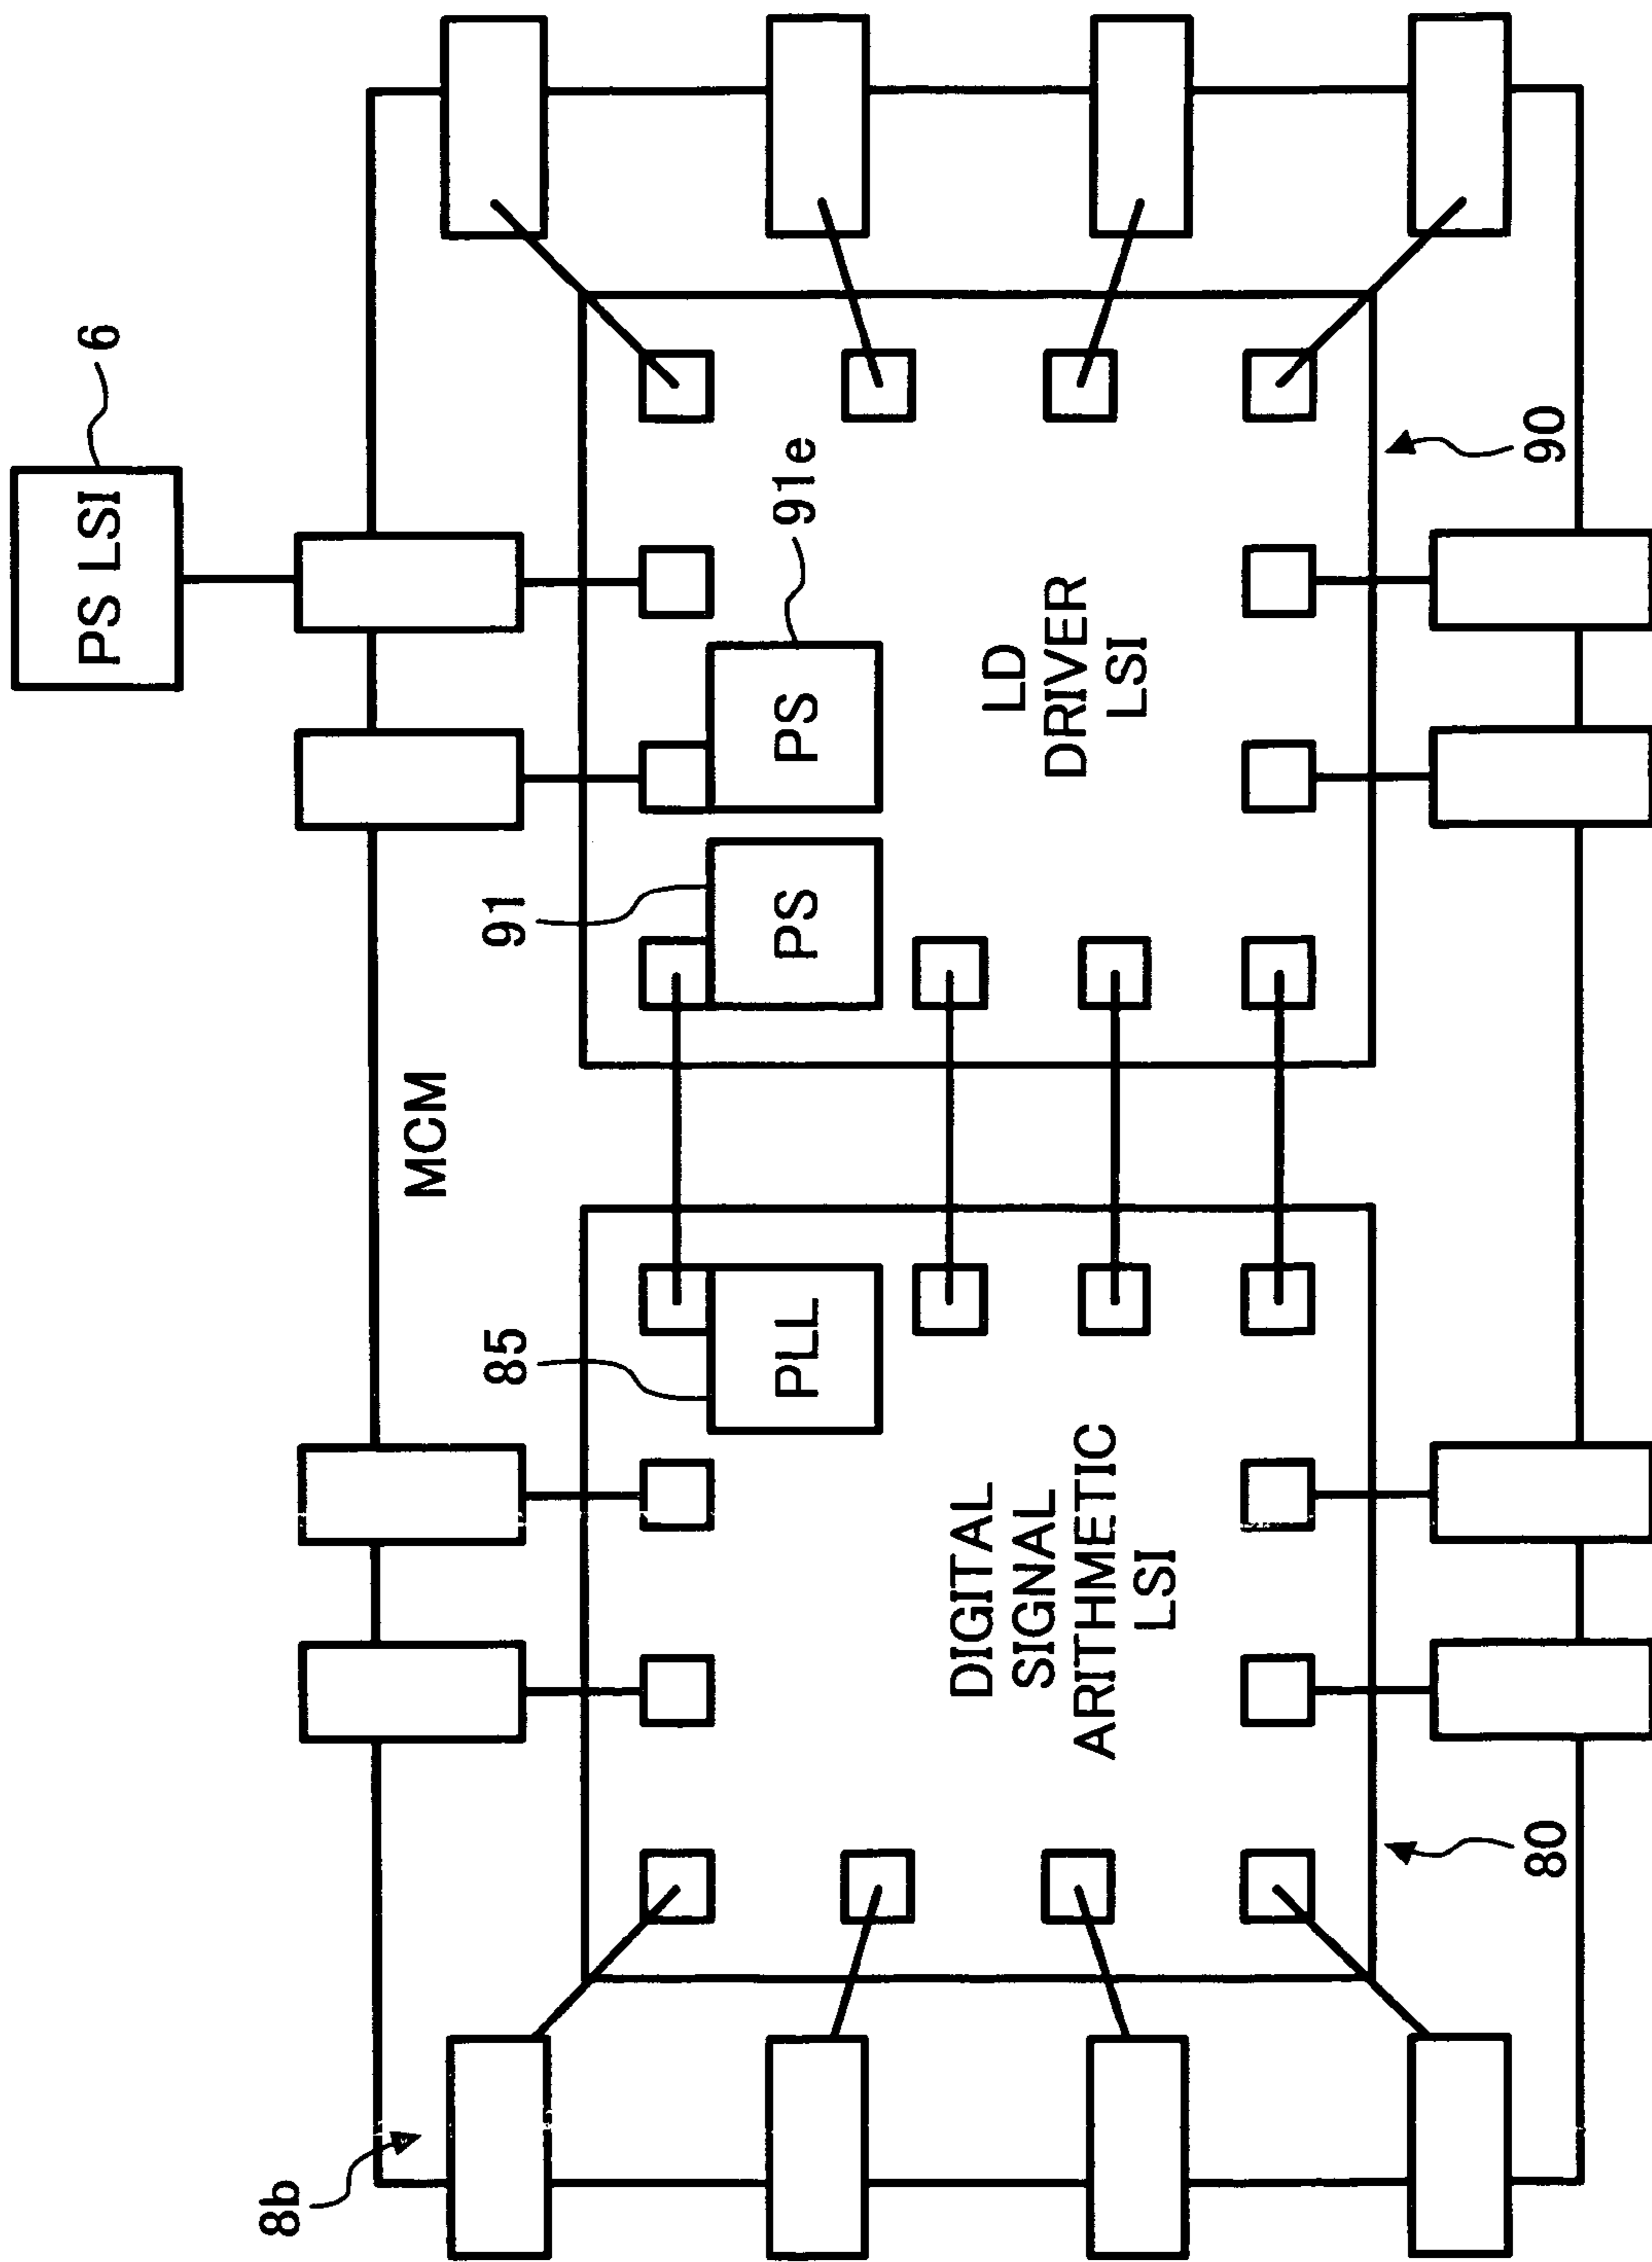 PS LSI
6
MCM
91
91e
PS
PS
LD
DRIVER
LSI
90
85
PLL
DIGITAL
SIGNAL
ARITHMETIC
LSI
80
8b